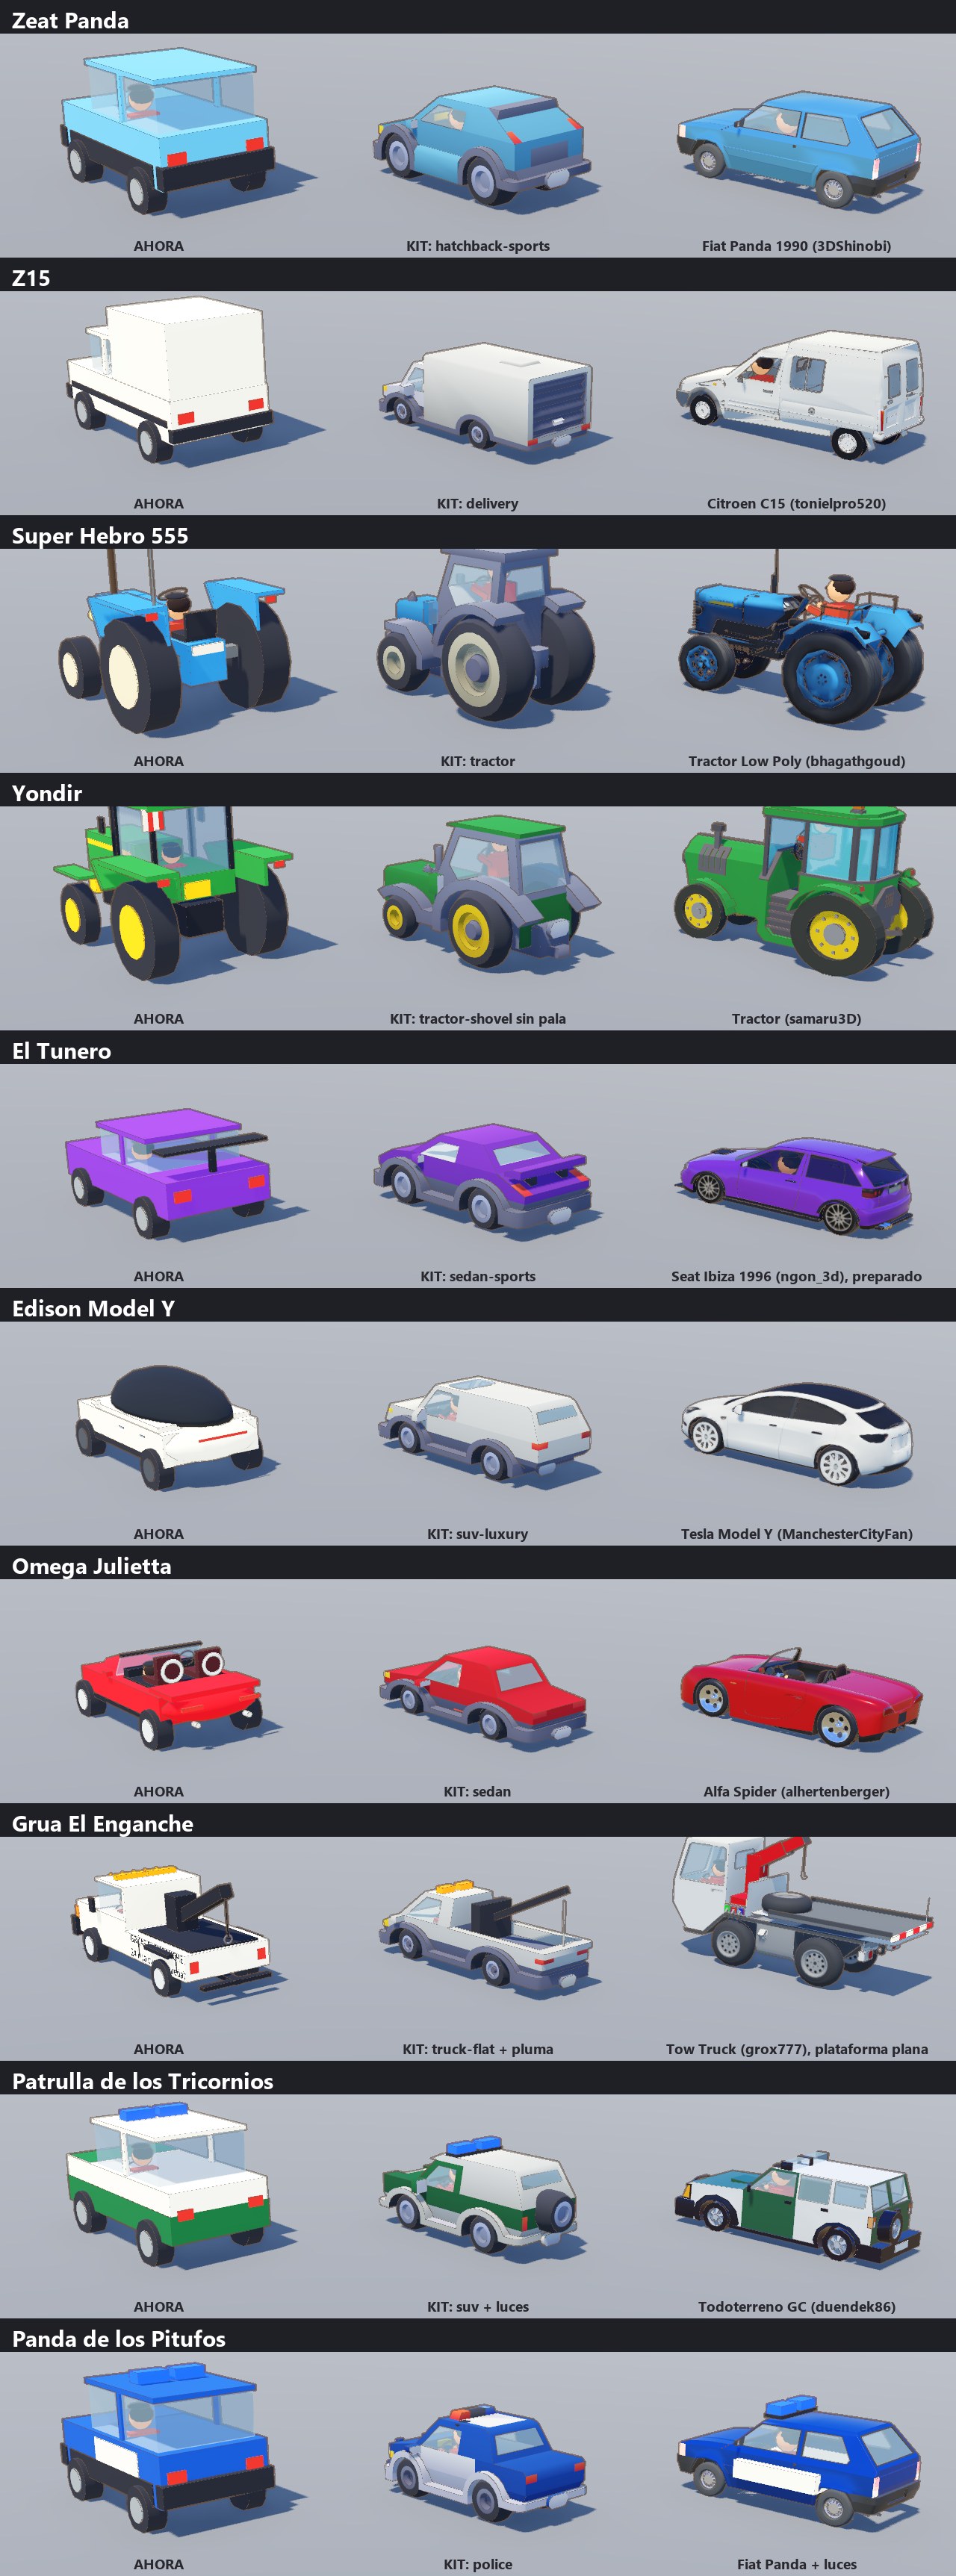 Zeat Panda
AHORA
KIT: hatchback-sports
Fiat Panda 1990 (3DShinobi)
Z15
AHORA
KIT: delivery
Citroen C15 (tonielpro520)
Super Hebro 555
AHORA
KIT: tractor
Tractor Low Poly (bhagathgoud)
Yondir
AHORA
KIT: tractor-shovel sin pala
Tractor (samaru3D)
El Tunero
AHORA
KIT: sedan-sports
Seat Ibiza 1996 (ngon_3d), preparado
Edison Model Y
AHORA
KIT: suv-luxury
Tesla Model Y (ManchesterCityFan)
Omega Julietta
AHORA
KIT: sedan
Alfa Spider (alhertenberger)
Grua El Enganche
AHORA
KIT: truck-flat + pluma
Tow Truck (grox777), plataforma plana
Patrulla de los Tricornios
AHORA
KIT: suv + luces
Todoterreno GC (duendek86)
Panda de los Pitufos
AHORA
KIT: police
Fiat Panda + luces